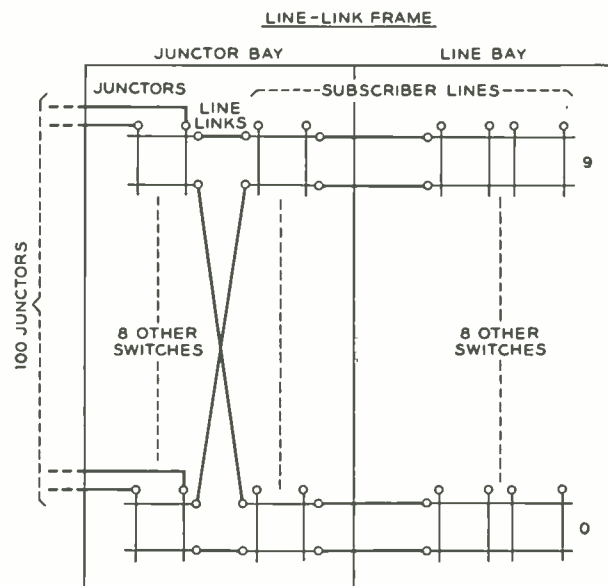 LINE-LINK FRAME
JUNCTOR BAY
LINE BAY
JUNCTORS
LINE
LINKS
SUBSCRIBER LINES
9
100 JUNCTORS
8 OTHER
SWITCHES
8 OTHER
SWITCHES
0